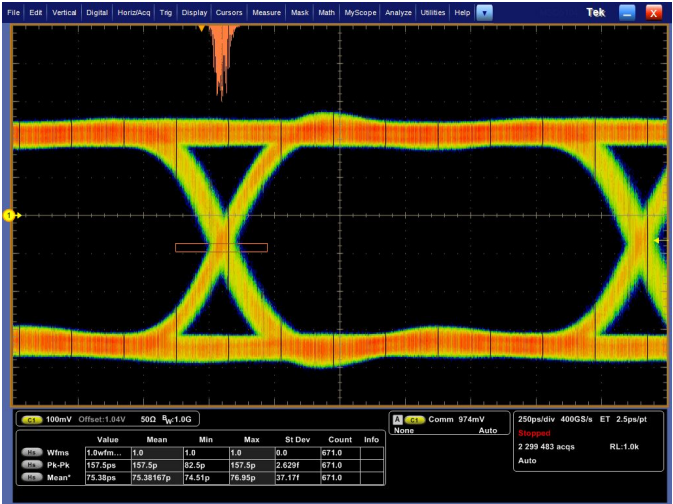 File Edit Vertical Digital Horiz/Acq Trig Display Cursors Measure Mask Math MyScope Analyze Utilities Help Tek X
1
C1 100mV Offset:1.04V 50Ω BW:1.0G
A C1 Comm 974mV
None Auto
250ps/div 400GS/s ET 2.5ps/pt
Stopped
2 299 483 acqs RL:1.0k
Auto
Value Mean Min Max St Dev Count Info
Hs Wfms 1.0wfm... 1.0 1.0 1.0 0.0 671.0
Hs Pk-Pk 157.5ps 157.5p 82.5p 157.5p 2.629f 671.0
Hs Mean* 75.38ps 75.38167p 74.51p 76.95p 37.17f 671.0